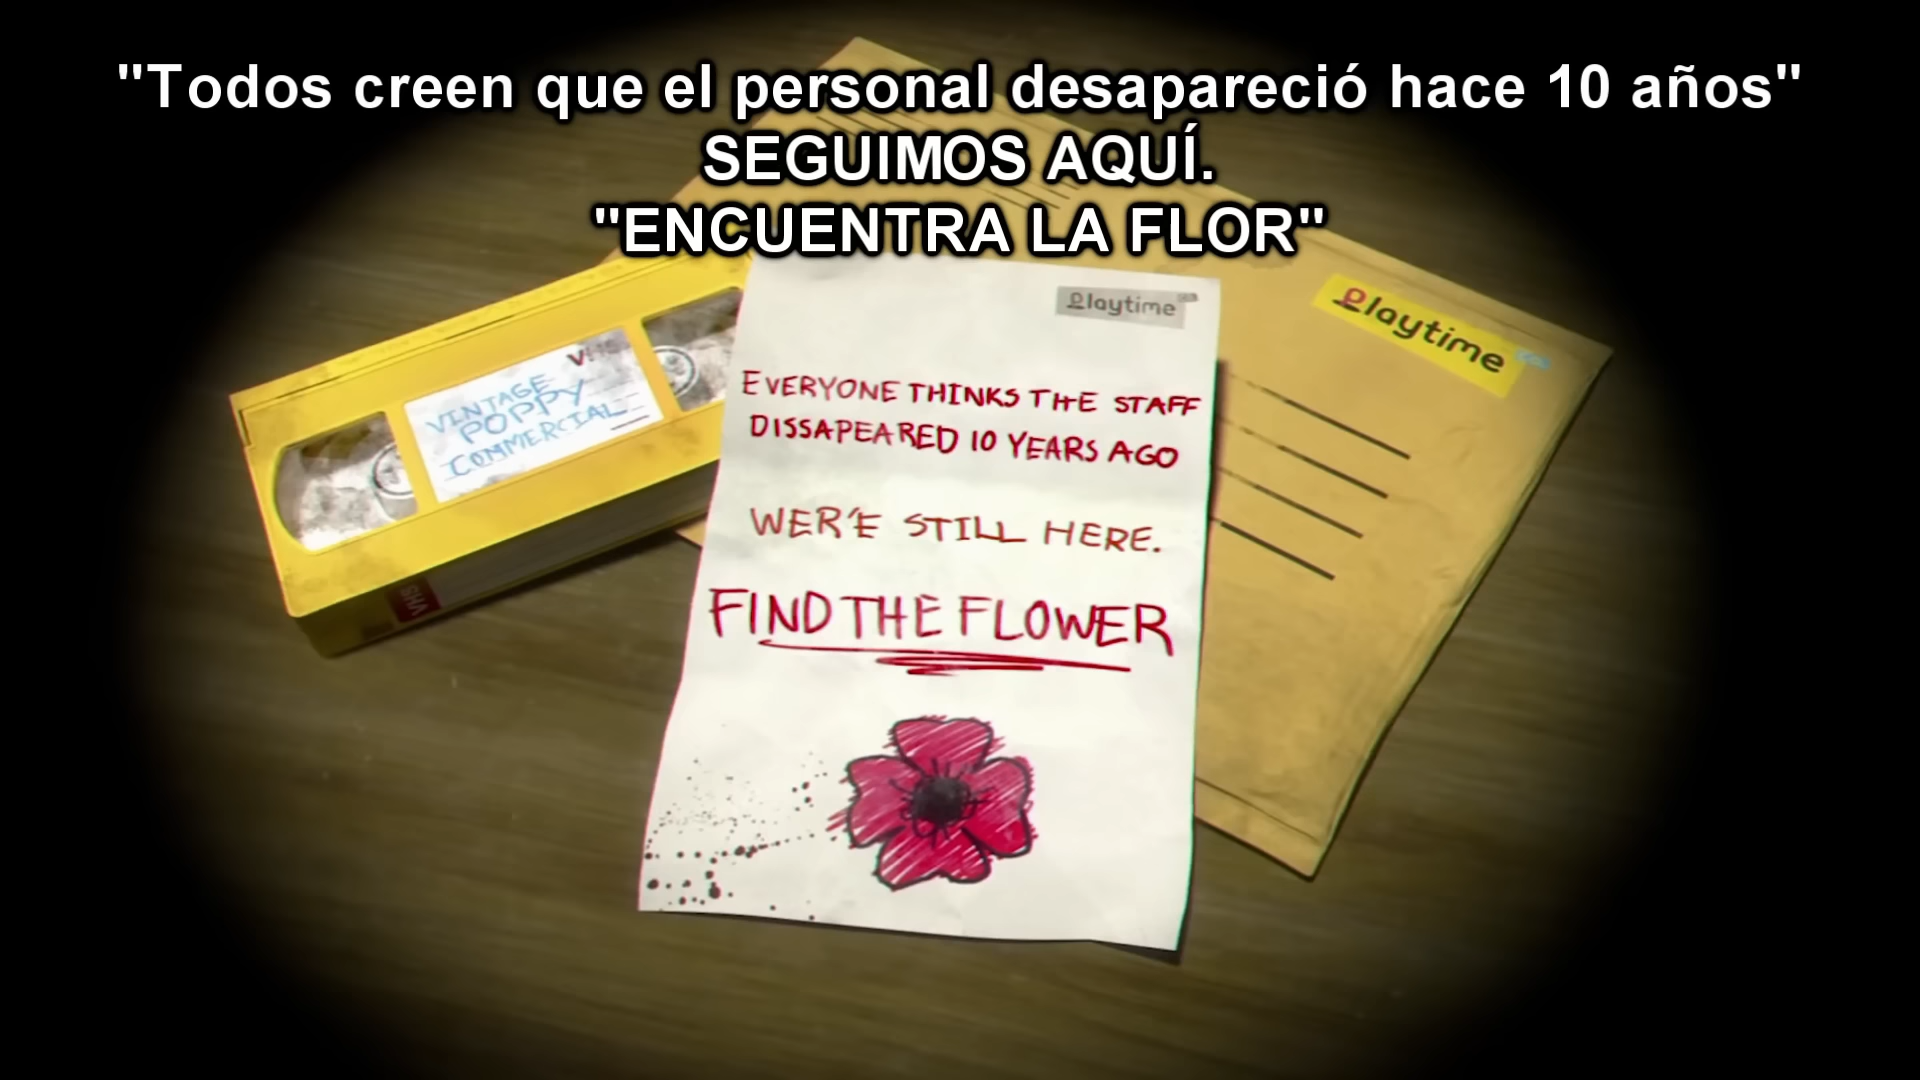 "Todos creen que el personal desapareció hace 10 años"
SEGUIMOS AQUÍ.
"ENCUENTRA LA FLOR"
Playtime
Playtime
EVERYONE THINKS THE STAFF
DISSAPEARED 10 YEARS AGO
WER'E STILL HERE.
FIND THE FLOWER
VINTAGE
POPPY
COMMERCIAL
VHS